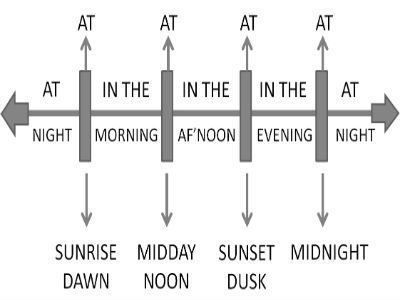 AT AT AT AT
AT IN THE IN THE IN THE AT
NIGHT MORNING AF'NOON EVENING NIGHT
SUNRISE MIDDAY SUNSET MIDNIGHT
DAWN NOON DUSK